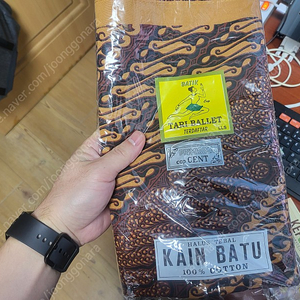 BATIK
TARI BALLET
TERDAFTAR
CENT
HALUS TEBAL
KAIN BATU
100% COTTON